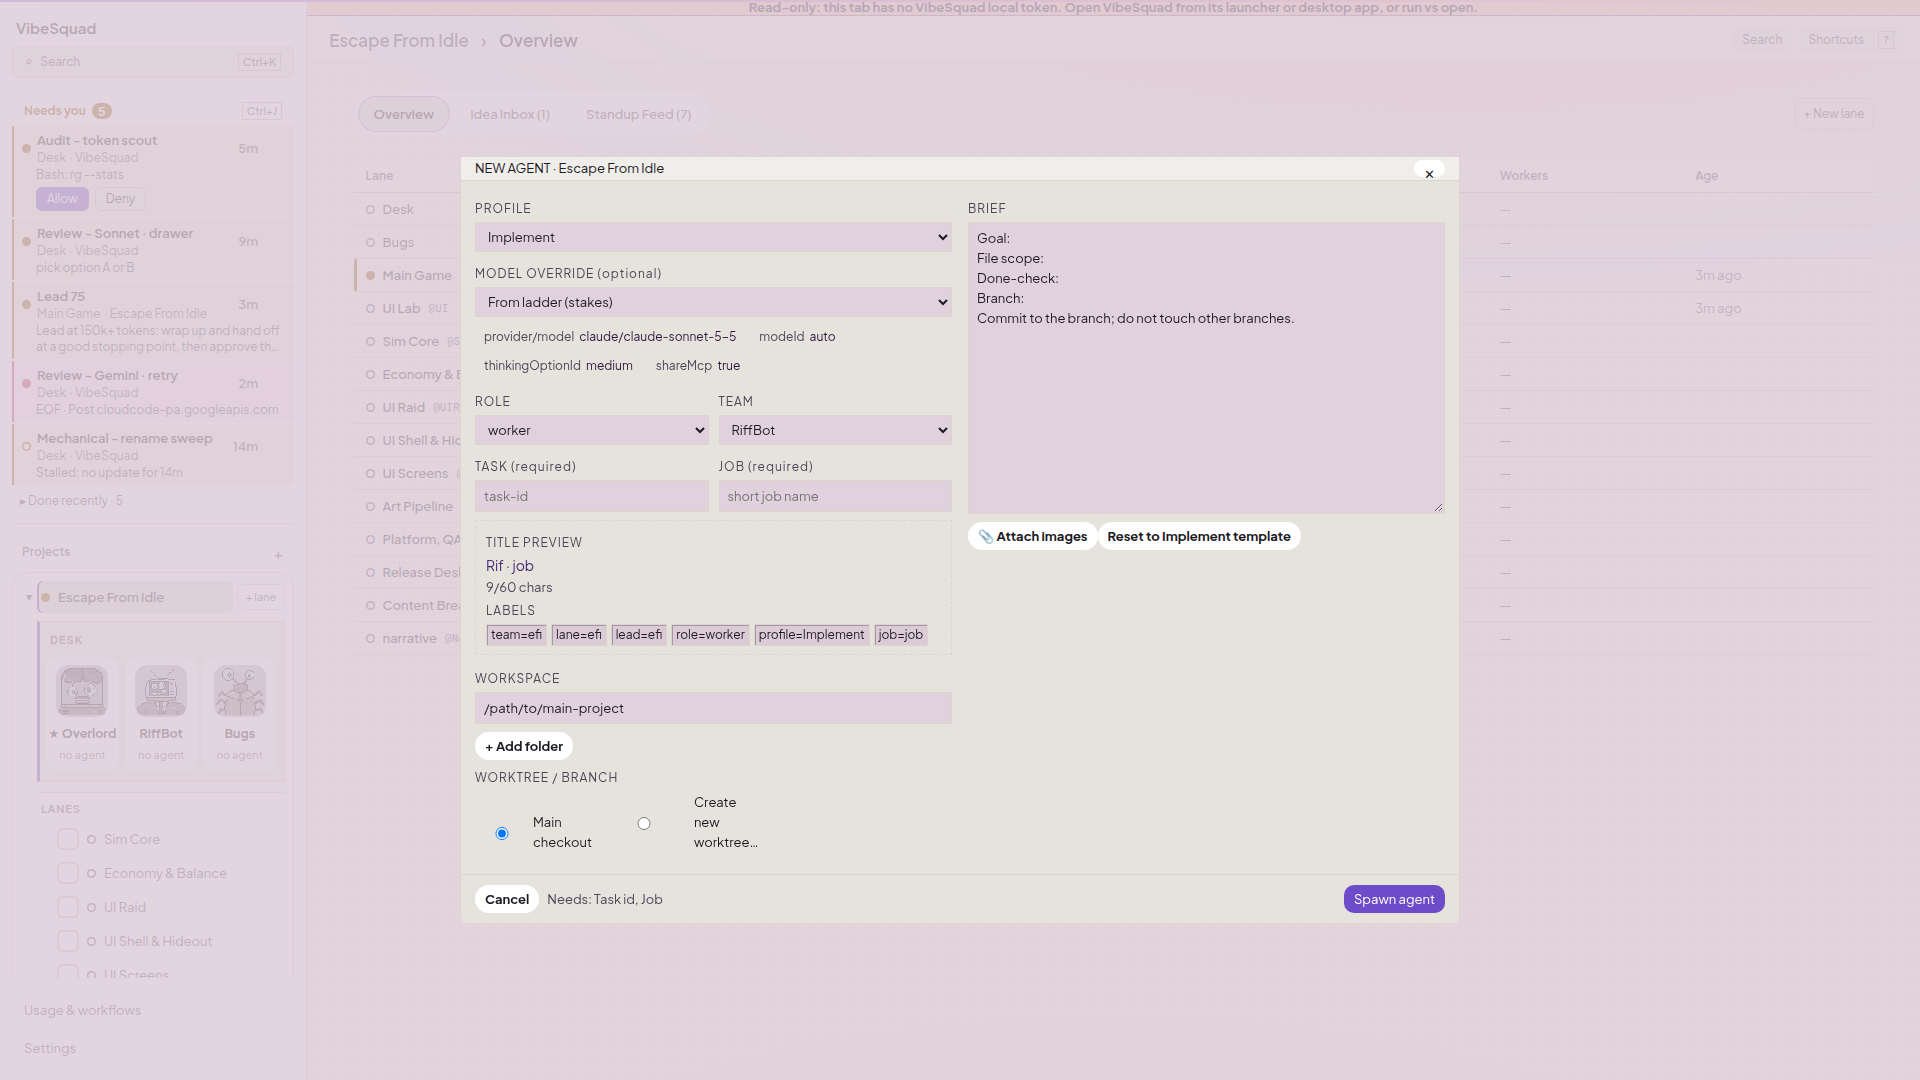 Read-only: this tab has no VibeSquad local token. Open VibeSquad from its launcher or desktop app, or run vs open.
VibeSquad
Search
Ctrl+K
Needs you 5
Ctrl+J
Audit - token scout
5m
Desk · VibeSquad
Bash: rg --stats
Allow
Deny
Review - Sonnet · drawer
9m
Desk · VibeSquad
pick option A or B
Lead 75
3m
Main Game · Escape From Idle
Lead at 150k+ tokens: wrap up and hand off
at a good stopping point, then approve th…
Review - Gemini · retry
2m
Desk · VibeSquad
EOF · Post cloudcode-pa.googleapis.com
Mechanical - rename sweep
14m
Desk · VibeSquad
Stalled: no update for 14m
▸ Done recently · 5
Projects
+
▾ Escape From Idle
+ lane
DESK
★ Overlord
no agent
RiffBot
no agent
Bugs
no agent
LANES
Sim Core
Economy & Balance
UI Raid
UI Shell & Hideout
UI Screens
Usage & workflows
Settings
Escape From Idle › Overview
Search
Shortcuts ?
Overview
Idea Inbox (1)
Standup Feed (7)
+ New lane
Lane
Workers
Age
Desk
—
Bugs
—
Main Game
—
3m ago
UI Lab @UI
—
3m ago
Sim Core
—
Economy &
—
UI Raid @UIR
—
UI Shell &
—
UI Screens
—
Art Pipeline
—
Platform, QA
—
Release Des
—
Content Brea
—
narrative
—
NEW AGENT · Escape From Idle
×
PROFILE
Implement
MODEL OVERRIDE (optional)
From ladder (stakes)
provider/model claude/claude-sonnet-5-5 modeId auto
thinkingOptionId medium shareMcp true
ROLE
worker
TEAM
RiffBot
TASK (required)
task-id
JOB (required)
short job name
TITLE PREVIEW
Rif · job
9/60 chars
LABELS
team=efi lane=efi lead=efi role=worker profile=Implement job=job
WORKSPACE
/path/to/main-project
+ Add folder
WORKTREE / BRANCH
Main
checkout
Create
new
worktree…
BRIEF
Goal:
File scope:
Done-check:
Branch:
Commit to the branch; do not touch other branches.
📎 Attach images
Reset to Implement template
Cancel
Needs: Task id, Job
Spawn agent